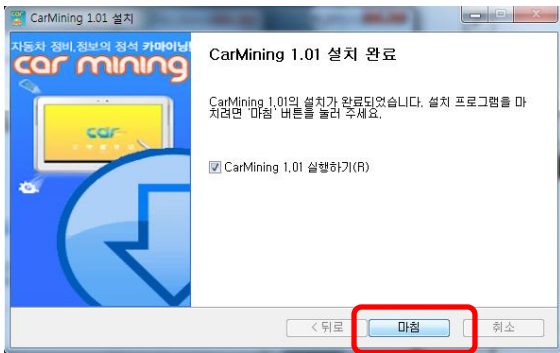 CarMining 1.01 설치
자동차 정비,정보의 정석 카마이닝!
car mining
car
CarMining 1.01 설치 완료
CarMining 1.01의 설치가 완료되었습니다. 설치 프로그램을 마
치려면 '마침' 버튼을 눌러 주세요.
CarMining 1.01 실행하기(R)
< 뒤로
마침
취소